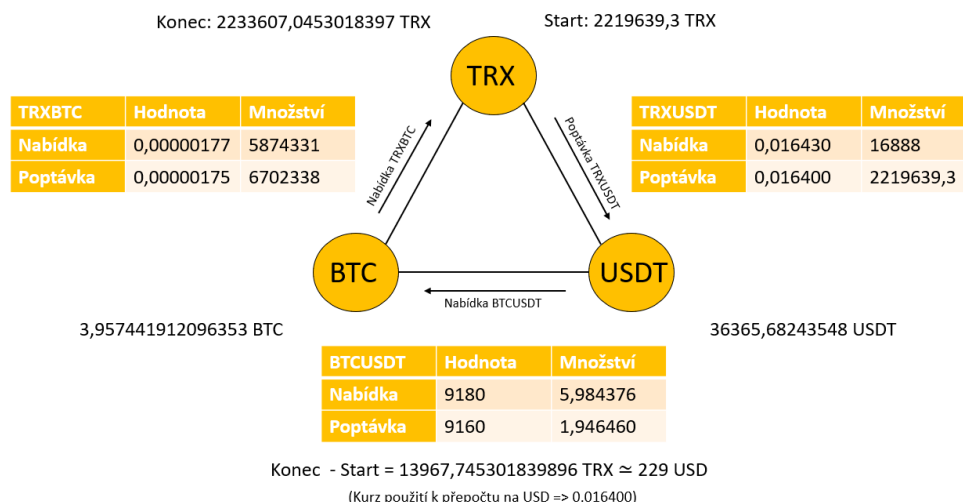 Konec: 2233607,0453018397 TRX
Start: 2219639,3 TRX
TRX
TRXBTC Hodnota Množství
Nabídka 0,00000177 5874331
Poptávka 0,00000175 6702338
Nabídka TRXBTC
Poptávka TRXUSDT
TRXUSDT Hodnota Množství
Nabídka 0,016430 16888
Poptávka 0,016400 2219639,3
BTC
USDT
Nabídka BTCUSDT
3,957441912096353 BTC
36365,68243548 USDT
BTCUSDT Hodnota Množství
Nabídka 9180 5,984376
Poptávka 9160 1,946460
Konec - Start = 13967,745301839896 TRX ≃ 229 USD
(Kurz použití k přepočtu na USD => 0,016400)